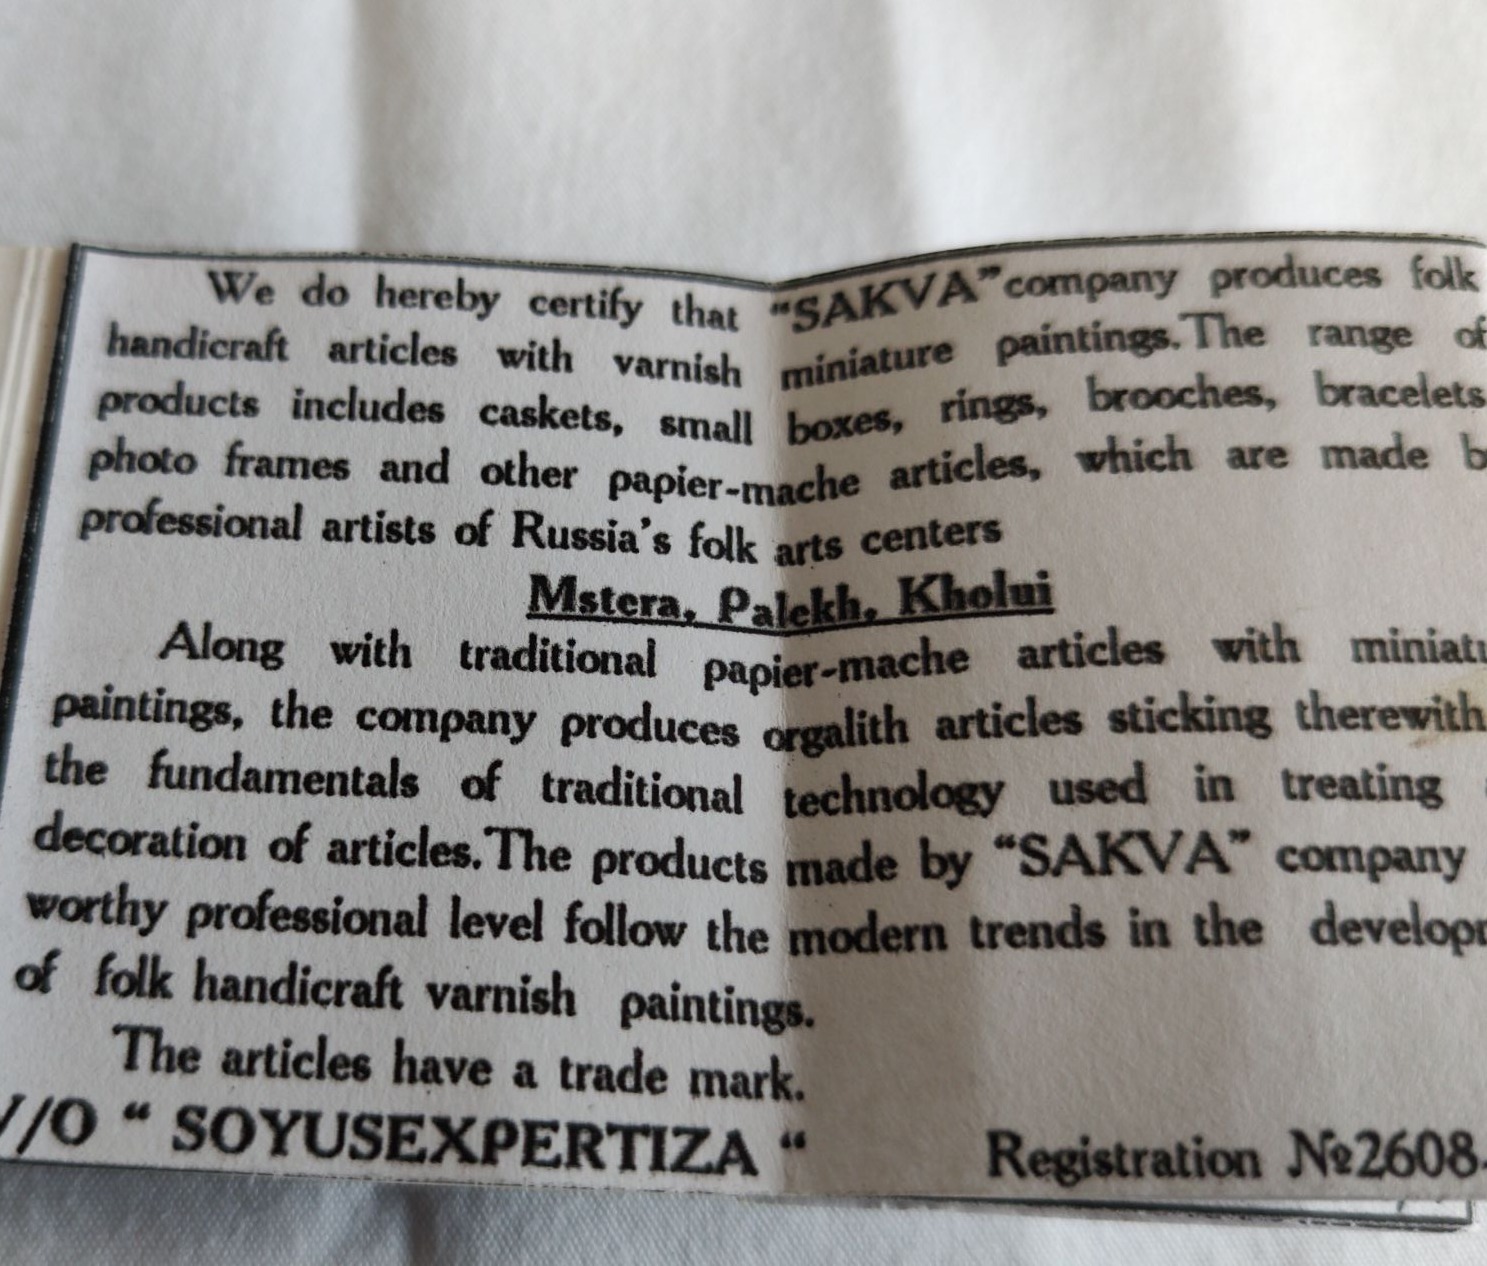 We do hereby certify that “SAKVA” company produces folk
handicraft articles with varnish miniature paintings. The range of
products includes caskets, small boxes, rings, brooches, bracelets
photo frames and other papier-mache articles, which are made
professional artists of Russia's folk arts centers
Mstera, Palekh, Kholui
Along with traditional papier-mache articles with
paintings, the company produces orgalith articles sticking therewith
the fundamentals of traditional technology used in treating
decoration of articles. The products made by “SAKVA” company
worthy professional level follow the modern trends in the
of folk handicraft varnish paintings.
The articles have a trade mark.
V/O “ SOYUSEXPERTIZA “ Registration №2608